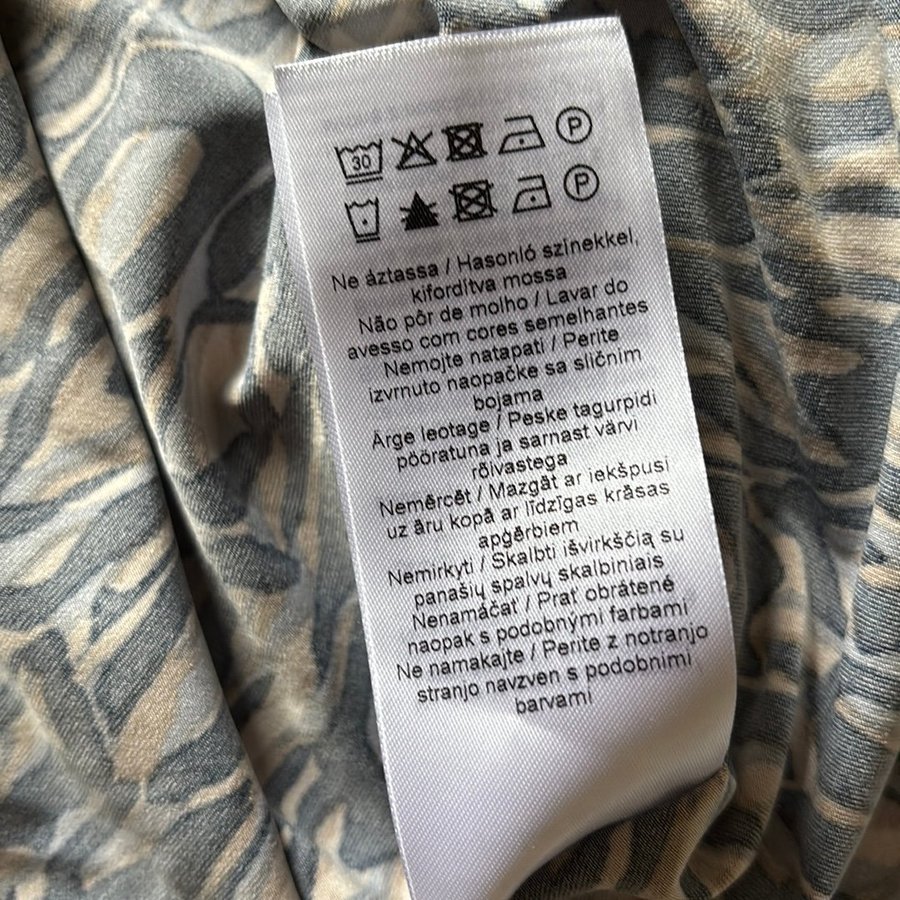 30 P
P
Ne áztassa / Hasonló színekkel,
kifordítva mossa
Não pôr de molho / Lavar do
avesso com cores semelhantes
Nemojte natapati / Perite
izvrnuto naopačke sa sličnim
bojama
Ärge leotage / Peske tagurpidi
pööratuna ja sarnast värvi
rõivastega
Nemērcēt / Mazgāt ar iekšpusi
uz āru kopā ar līdzīgas krāsas
apģērbiem
Nemirkyti / Skalbti išvirkščią su
panašių spalvų skalbiniais
Nenamáčať / Prať obrátené
naopak s podobnými farbami
Ne namakajte / Perite z notranjo
stranjo navzven s podobnimi
barvami